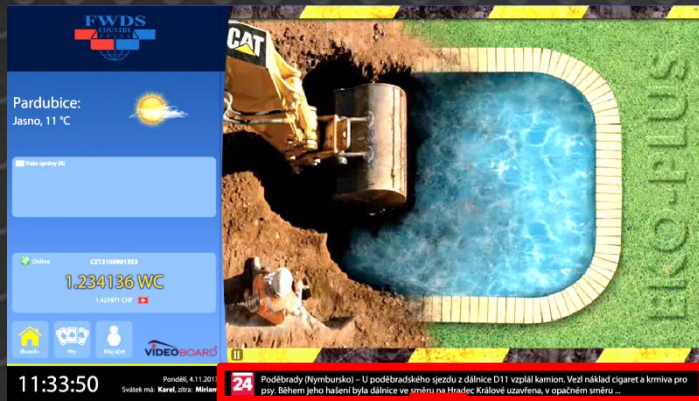 FWDS
COUNTRY
CAT
EKO-PLUS
Pardubice:
Jasno, 11 °C
Vaše zprávy (0)
Online CZ13100901353
1.234136 WC
1.421071 CHF
iBoard+ Hry Můj účet
VIDEOBOARD
11:33:50
Pondělí, 4.11.2013
Svátek má: Karel, zítra: Miriam
24
Poděbrady (Nymbursko) – U poděbradského sjezdu z dálnice D11 vzplál kamion. Vezl náklad cigaret a krmiva pro
psy. Během jeho hašení byla dálnice ve směru na Hradec Králové uzavřena, v opačném směru ...